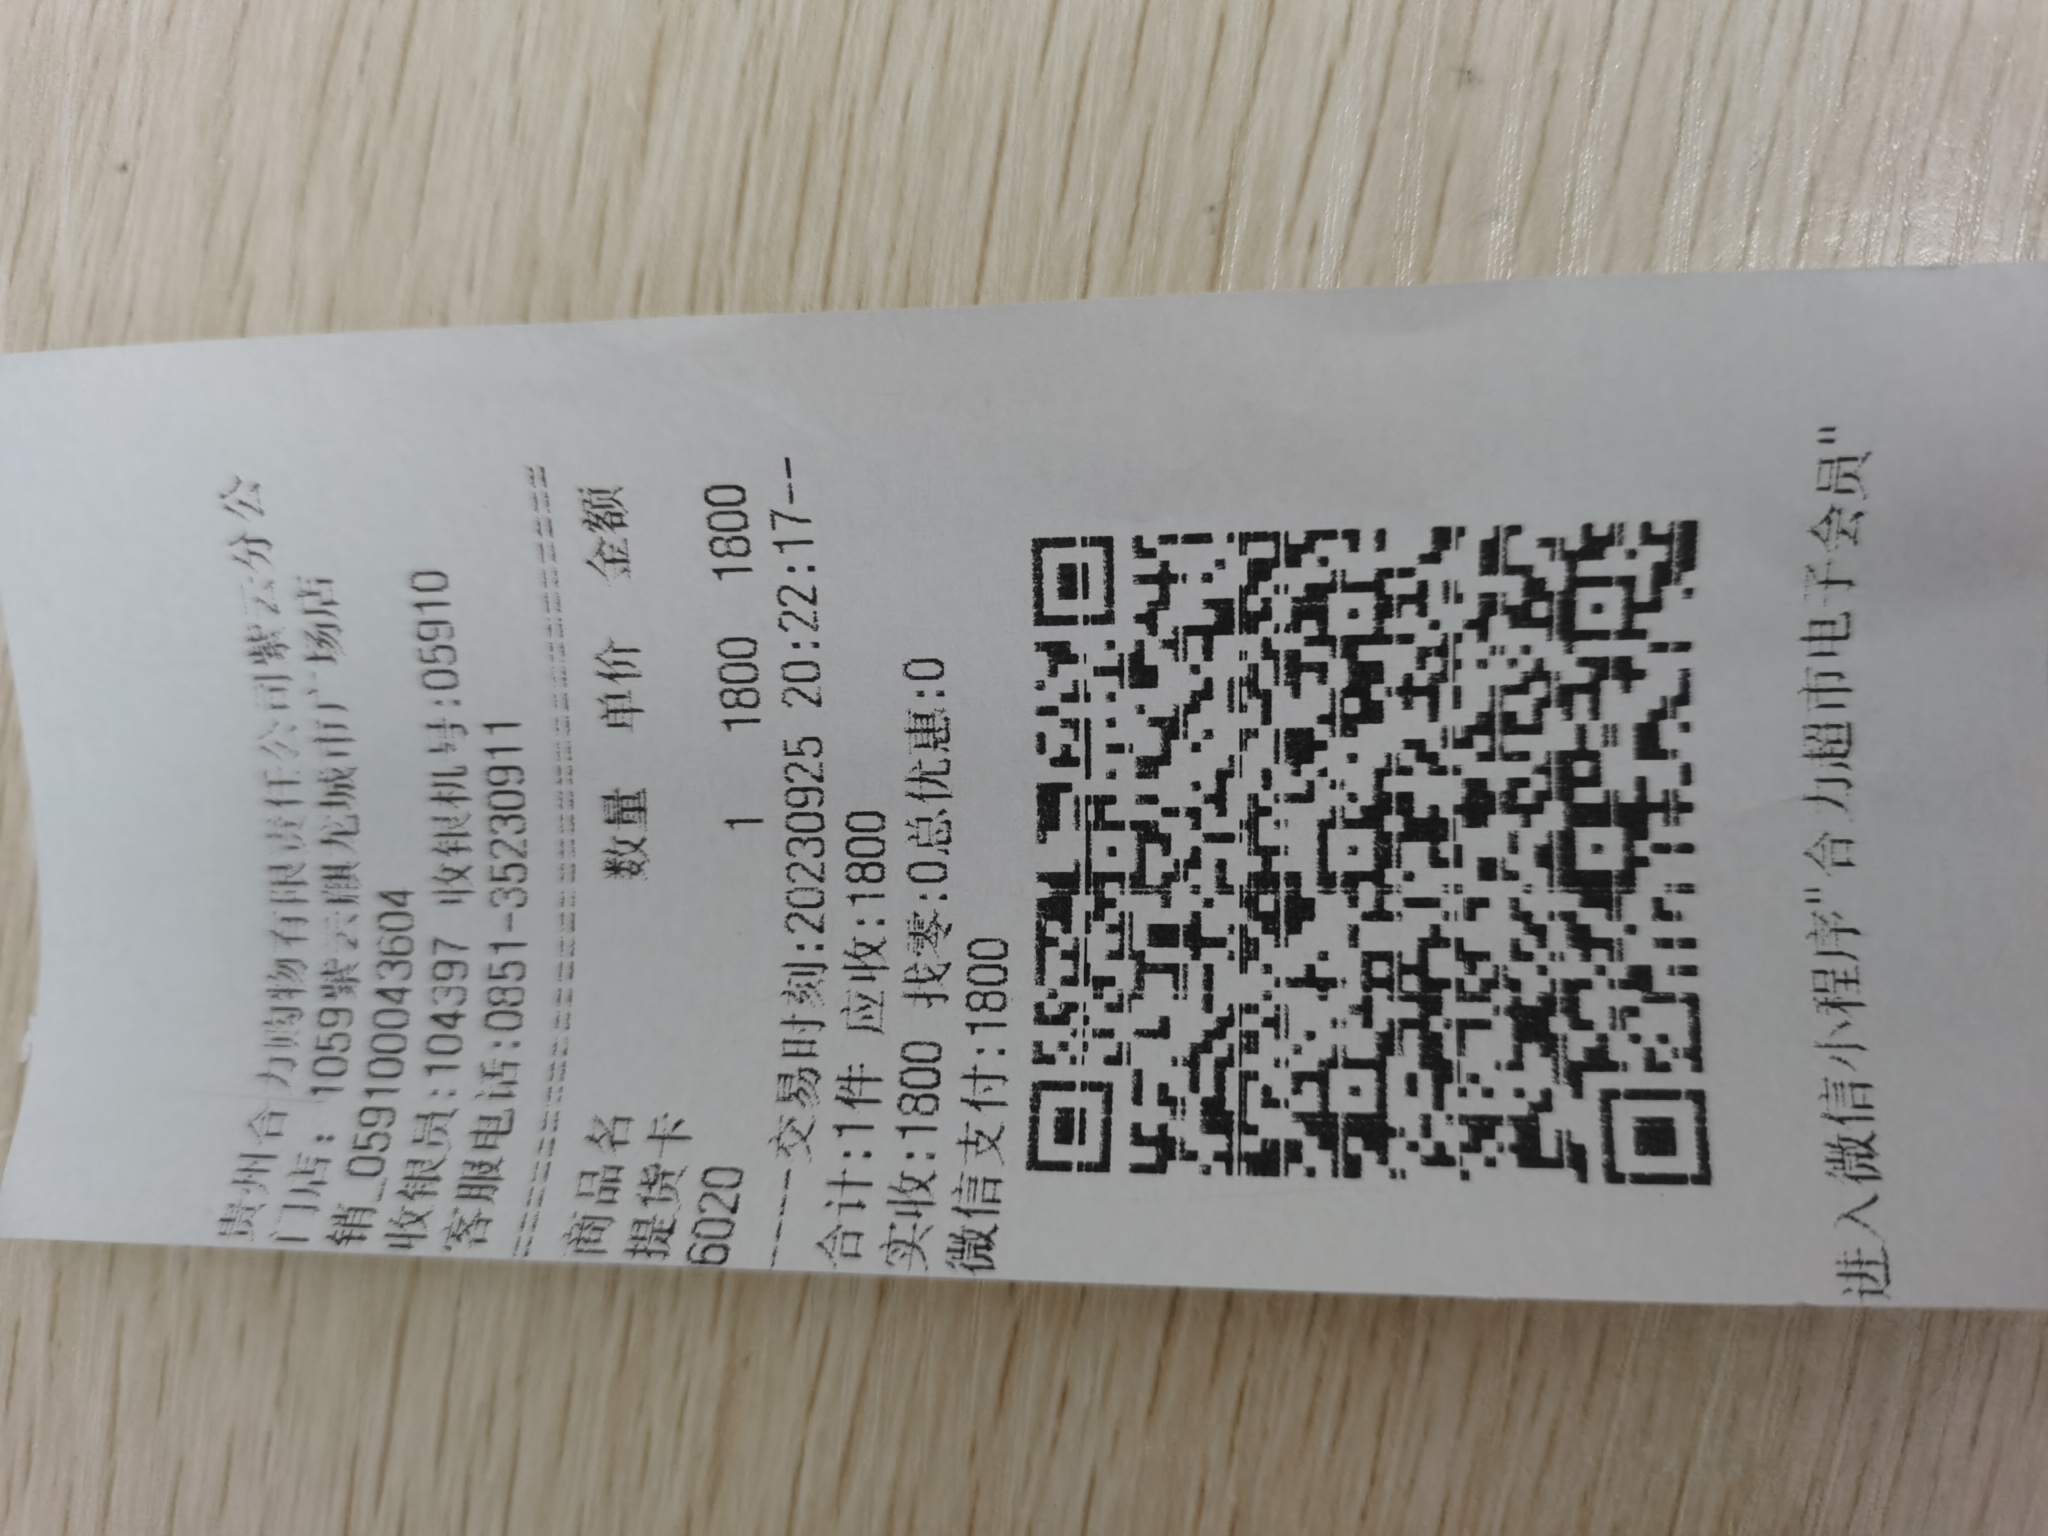 贵州合力购物有限责任公司紫云分公
门店: 1059紫云麒龙城市广场店
销_0591000043604
收银员:104397 收银机号:05910
客服电话:0851-35230911
==========================
商品名 数量 单价 金额
提货卡
6020 1 1800 1800
-----交易时刻:20230925 20:22:17--
合计:1件 应收:1800
实收:1800 找零:0总优惠:0
微信支付:1800
进入微信小程序"合力超市电子会员"